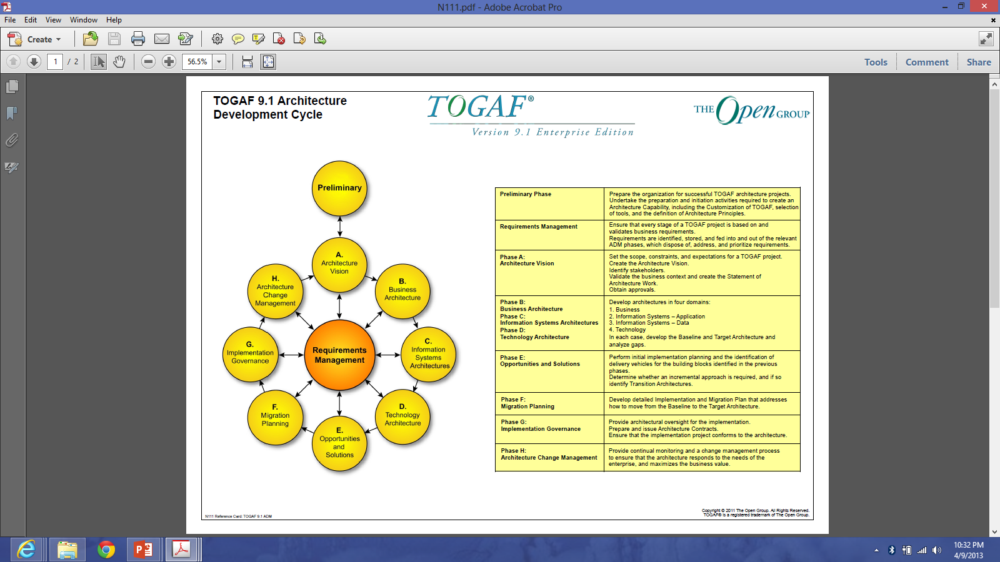 N111.pdf - Adobe Acrobat Pro
File Edit View Window Help
Create
1 / 2 56.5% Tools Comment Share
TOGAF 9.1 Architecture
Development Cycle
TOGAF®
Version 9.1 Enterprise Edition
THE Open GROUP
Preliminary
A.
Architecture
Vision
B.
Business
Architecture
C.
Information
Systems
Architectures
D.
Technology
Architecture
E.
Opportunities
and
Solutions
F.
Migration
Planning
G.
Implementation
Governance
H.
Architecture
Change
Management
Requirements
Management
Preliminary Phase
Prepare the organization for successful TOGAF architecture projects.
Undertake the preparation and initiation activities required to create an
Architecture Capability, including the Customization of TOGAF, selection
of tools, and the definition of Architecture Principles.
Requirements Management
Ensure that every stage of a TOGAF project is based on and
validates business requirements.
Requirements are identified, stored, and fed into and out of the relevant
ADM phases, which dispose of, address, and prioritize requirements.
Phase A:
Architecture Vision
Set the scope, constraints, and expectations for a TOGAF project.
Create the Architecture Vision.
Identify stakeholders.
Validate the business context and create the Statement of
Architecture Work.
Obtain approvals.
Phase B:
Business Architecture
Phase C:
Information Systems Architectures
Phase D:
Technology Architecture
Develop architectures in four domains:
1. Business
2. Information Systems – Application
3. Information Systems – Data
4. Technology
In each case, develop the Baseline and Target Architecture and
analyze gaps.
Phase E:
Opportunities and Solutions
Perform initial implementation planning and the identification of
delivery vehicles for the building blocks identified in the previous
phases.
Determine whether an incremental approach is required, and if so
identify Transition Architectures.
Phase F:
Migration Planning
Develop detailed Implementation and Migration Plan that addresses
how to move from the Baseline to the Target Architecture.
Phase G:
Implementation Governance
Provide architectural oversight for the implementation.
Prepare and issue Architecture Contracts.
Ensure that the implementation project conforms to the architecture.
Phase H:
Architecture Change Management
Provide continual monitoring and a change management process
to ensure that the architecture responds to the needs of the
enterprise, and maximizes the business value.
N111 Reference Card: TOGAF 9.1 ADM
Copyright © 2011 The Open Group. All Rights Reserved.
TOGAF® is a registered trademark of The Open Group.
10:32 PM
4/9/2013